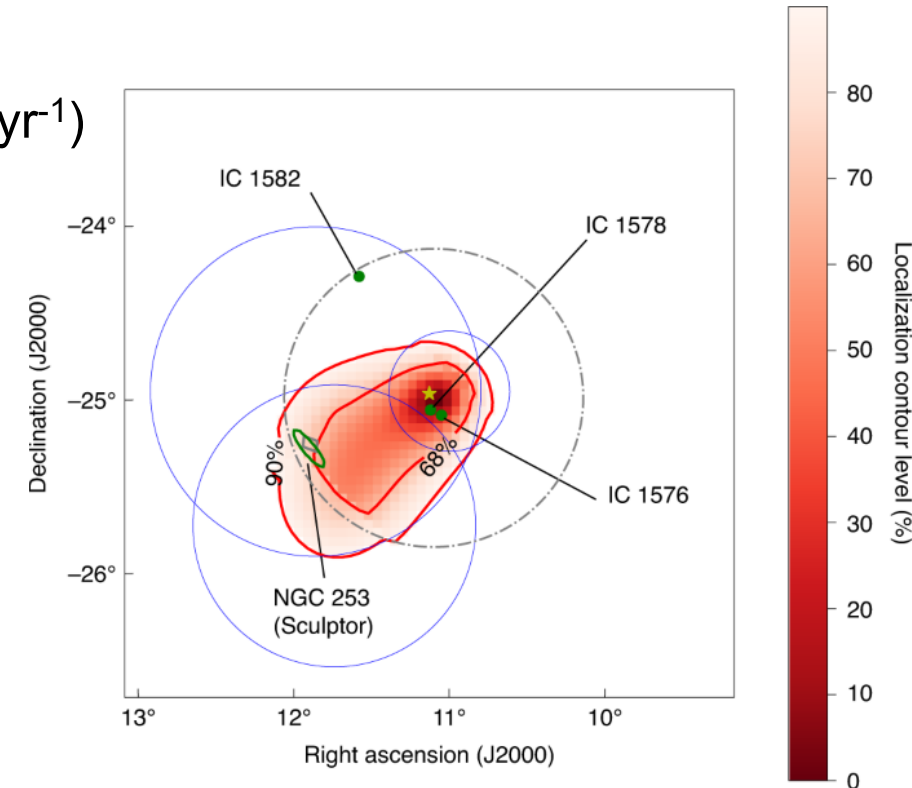 yr⁻¹)
IC 1582
IC 1578
−24°
−25°
−26°
Declination (J2000)
90%
68%
IC 1576
NGC 253
(Sculptor)
13°
12°
11°
10°
Right ascension (J2000)
80
70
60
50
40
30
20
10
0
Localization contour level (%)